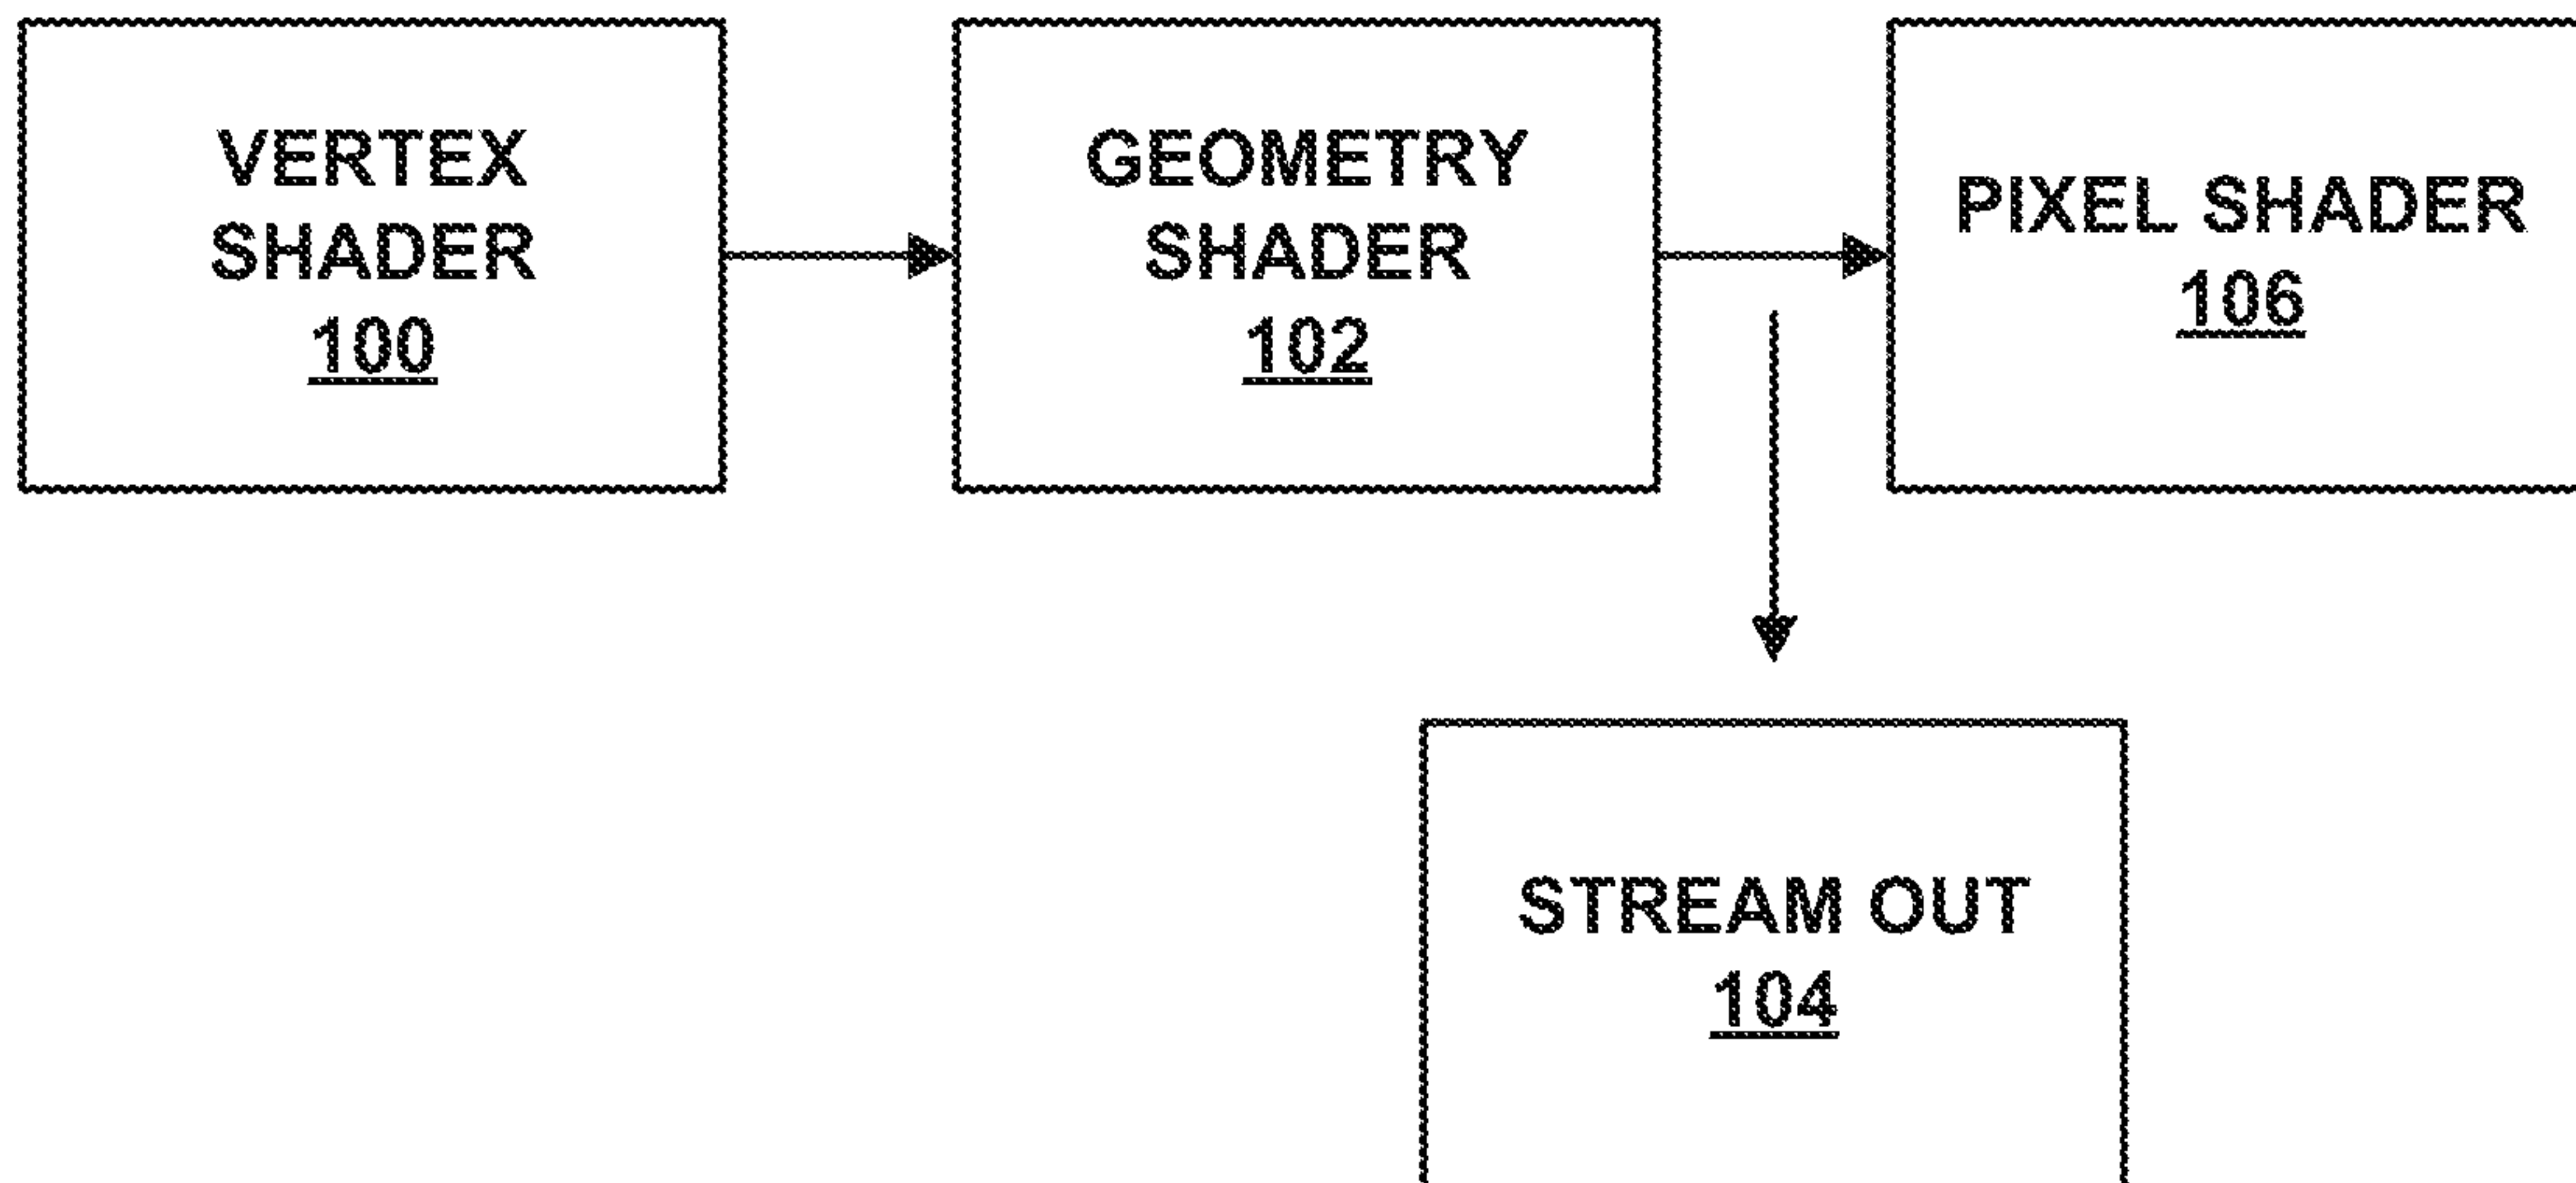 VERTEX
SHADER
100
GEOMETRY
SHADER
102
PIXEL SHADER
106
STREAM OUT
104